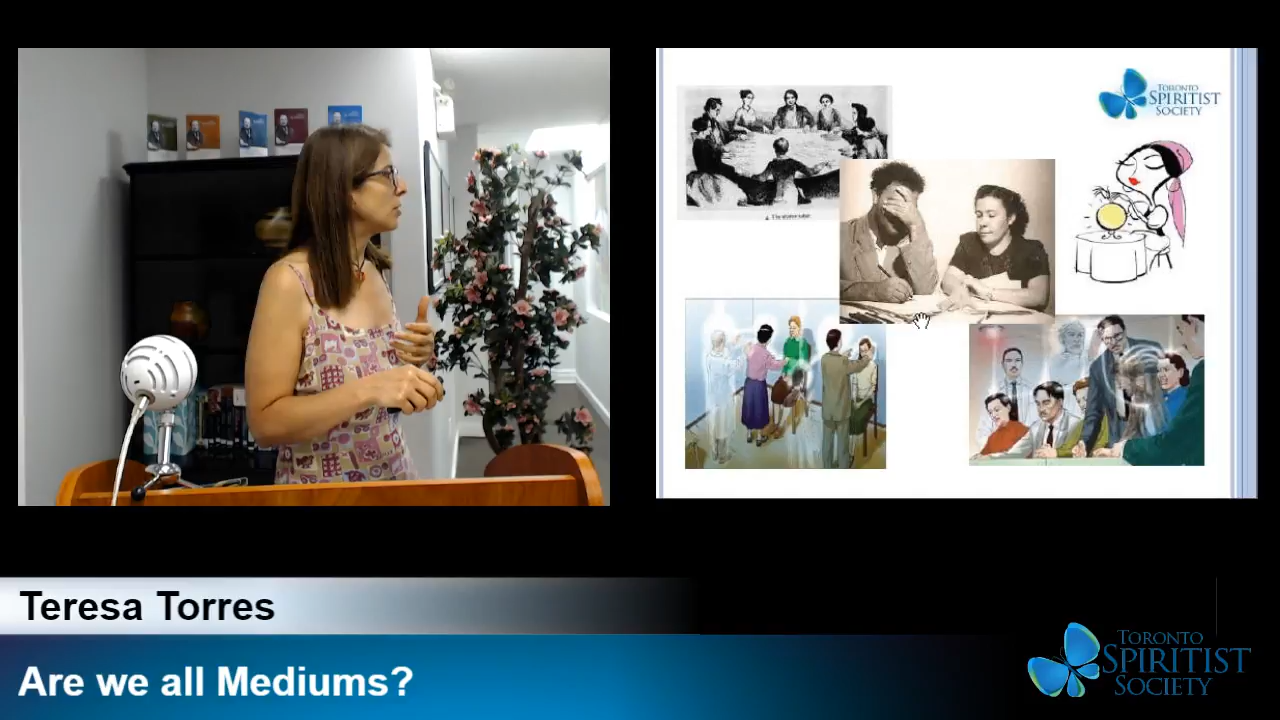 TORONTO
SPIRITIST
SOCIETY
Teresa Torres
Are we all Mediums?
TORONTO
SPIRITIST
SOCIETY